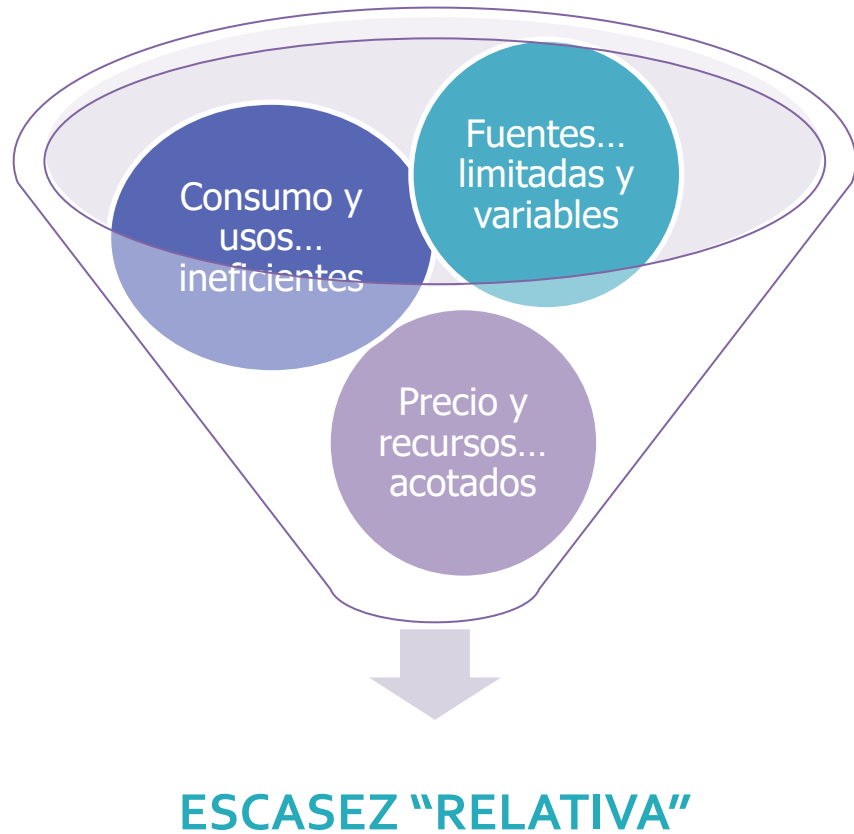 Fuentes...
limitadas y
variables
Consumo y
usos...
ineficientes
Precio y
recursos...
acotados
ESCASEZ “RELATIVA”